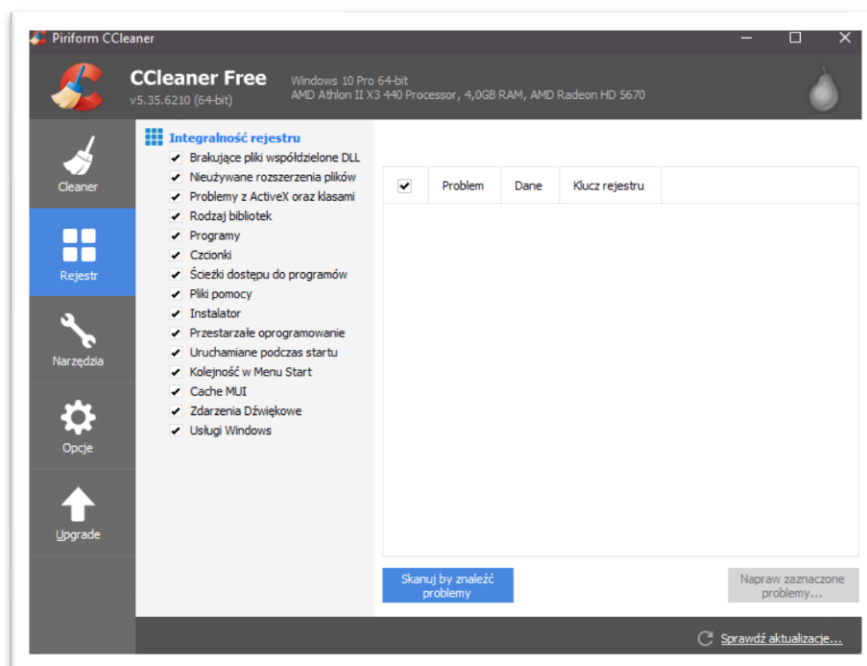 Piriform CCleaner
CCleaner Free
v5.35.6210 (64-bit)
Windows 10 Pro 64-bit
AMD Athlon II X3 440 Processor, 4,0GB RAM, AMD Radeon HD 5670
Cleaner
Rejestr
Narzędzia
Opcje
Upgrade
Integralność rejestru
Brakujące pliki współdzielone DLL
Nieużywane rozszerzenia plików
Problemy z ActiveX oraz klasami
Rodzaj bibliotek
Programy
Czcionki
Ścieżki dostępu do programów
Pliki pomocy
Instalator
Przestarzałe oprogramowanie
Uruchamiane podczas startu
Kolejność w Menu Start
Cache MUI
Zdarzenia Dźwiękowe
Usługi Windows
Problem Dane Klucz rejestru
Skanuj by znaleźć
problemy
Napraw zaznaczone
problemy...
Sprawdź aktualizacje...